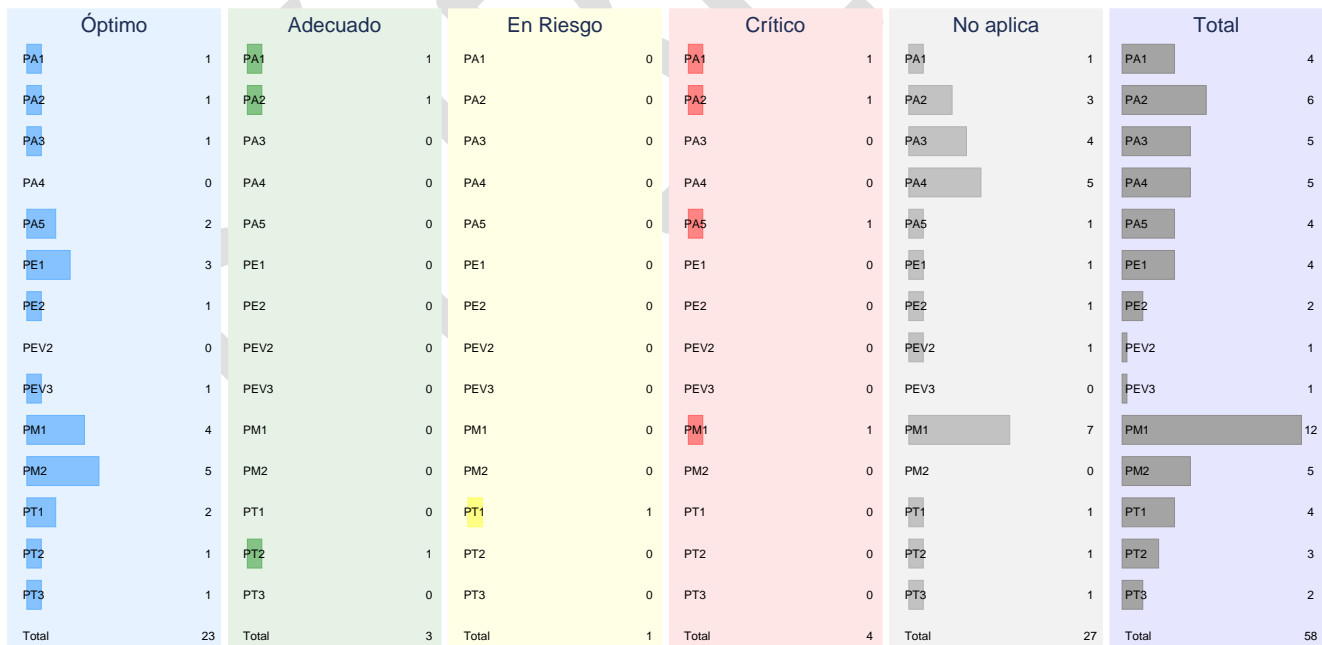 Óptimo Adecuado En Riesgo Crítico No aplica Total
PA1 1 PA1 1 PA1 0 PA1 1 PA1 1 PA1 4
PA2 1 PA2 1 PA2 0 PA2 1 PA2 3 PA2 6
PA3 1 PA3 0 PA3 0 PA3 0 PA3 4 PA3 5
PA4 0 PA4 0 PA4 0 PA4 0 PA4 5 PA4 5
PA5 2 PA5 0 PA5 0 PA5 1 PA5 1 PA5 4
PE1 3 PE1 0 PE1 0 PE1 0 PE1 1 PE1 4
PE2 1 PE2 0 PE2 0 PE2 0 PE2 1 PE2 2
PEV2 0 PEV2 0 PEV2 0 PEV2 0 PEV2 1 PEV2 1
PEV3 1 PEV3 0 PEV3 0 PEV3 0 PEV3 0 PEV3 1
PM1 4 PM1 0 PM1 0 PM1 1 PM1 7 PM1 12
PM2 5 PM2 0 PM2 0 PM2 0 PM2 0 PM2 5
PT1 2 PT1 0 PT1 1 PT1 0 PT1 1 PT1 4
PT2 1 PT2 1 PT2 0 PT2 0 PT2 1 PT2 3
PT3 1 PT3 0 PT3 0 PT3 0 PT3 1 PT3 2
Total 23 Total 3 Total 1 Total 4 Total 27 Total 58